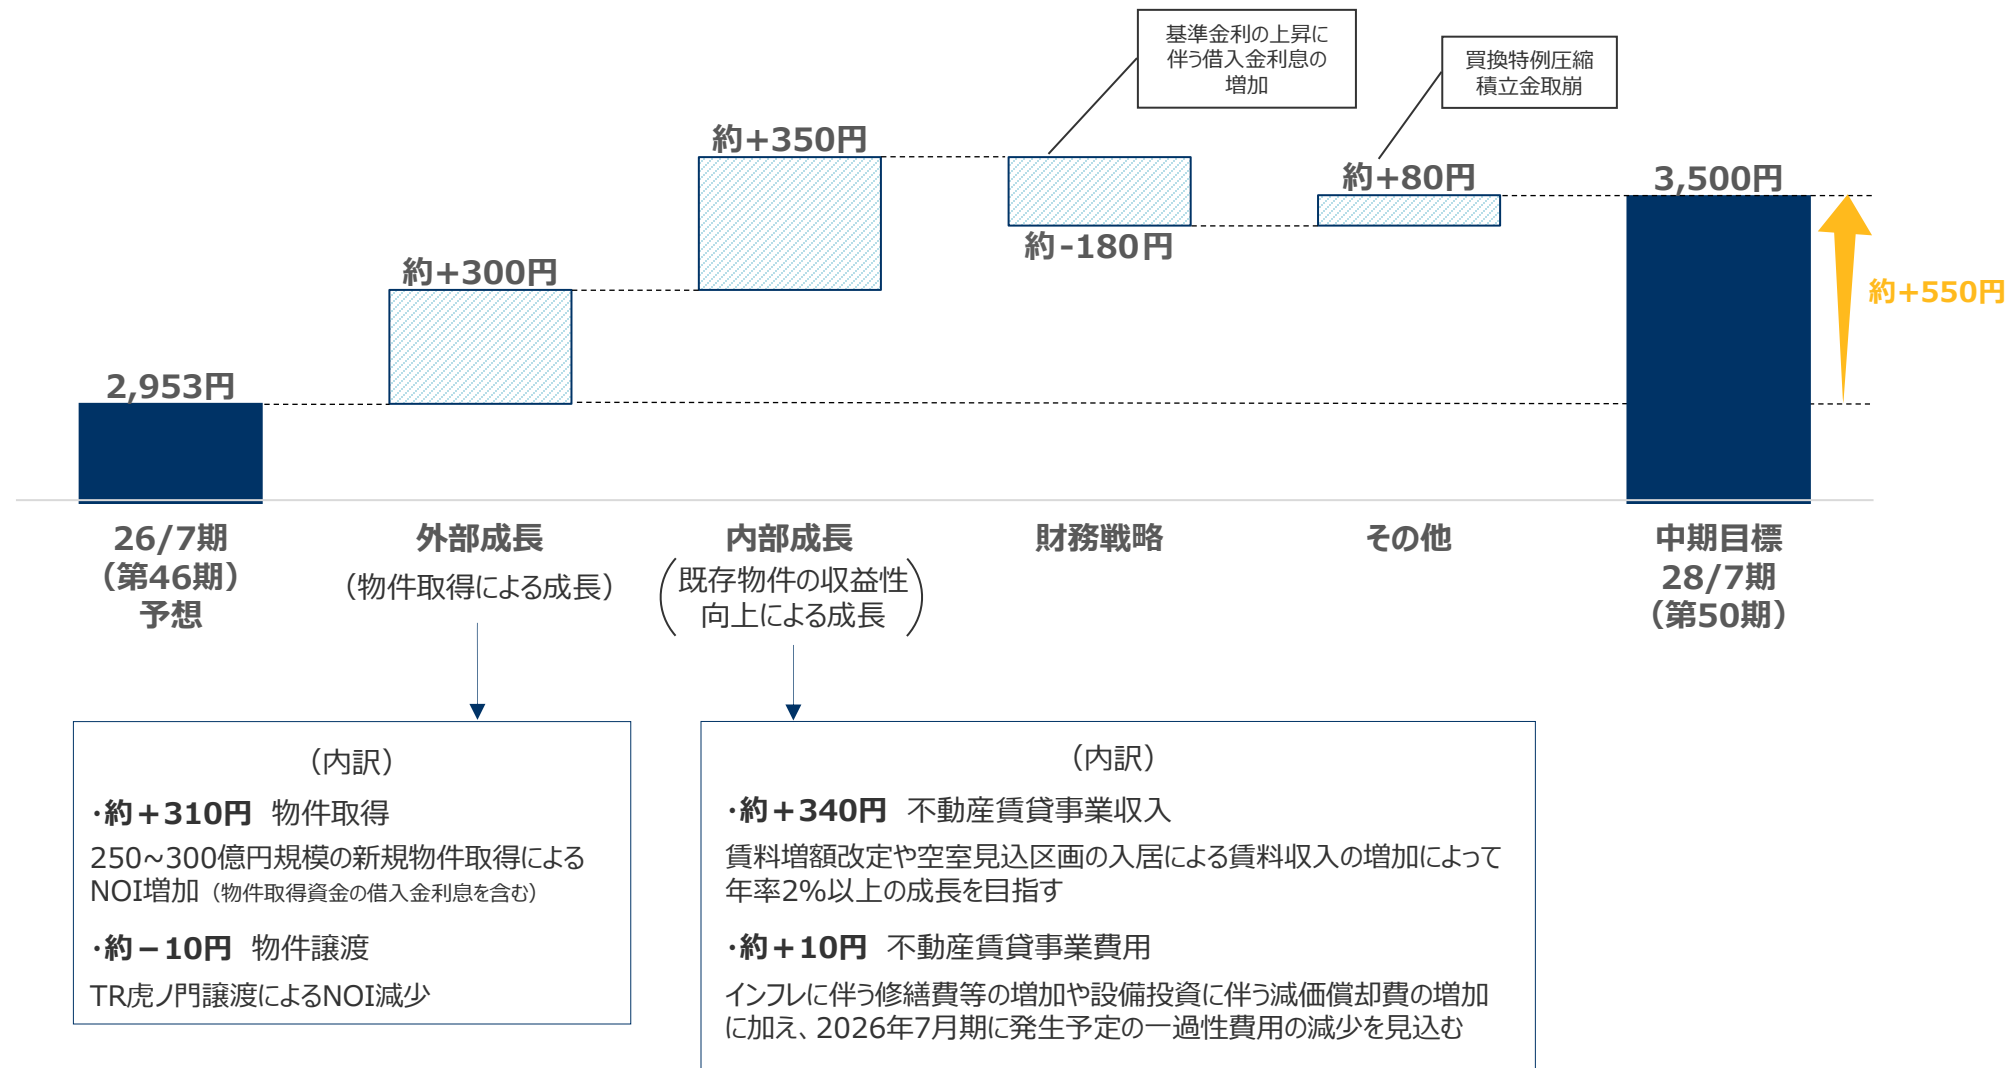 基準金利の上昇に
伴う借入金利息の
増加
買換特例圧縮
積立金取崩
約+350円
約+80円
3,500円
約-180円
約+300円
約+550円
2,953円
26/7期
（第46期）
予想
外部成長
（物件取得による成長）
内部成長
（既存物件の収益性
向上による成長）
財務戦略
その他
中期目標
28/7期
（第50期）
（内訳）
・約＋310円 物件取得
250~300億円規模の新規物件取得による
NOI増加（物件取得資金の借入金利息を含む）
・約－10円 物件譲渡
TR虎ノ門譲渡によるNOI減少
（内訳）
・約＋340円 不動産賃貸事業収入
賃料増額改定や空室見込区画の入居による賃料収入の増加によって
年率2%以上の成長を目指す
・約＋10円 不動産賃貸事業費用
インフレに伴う修繕費等の増加や設備投資に伴う減価償却費の増加
に加え、2026年7月期に発生予定の一過性費用の減少を見込む